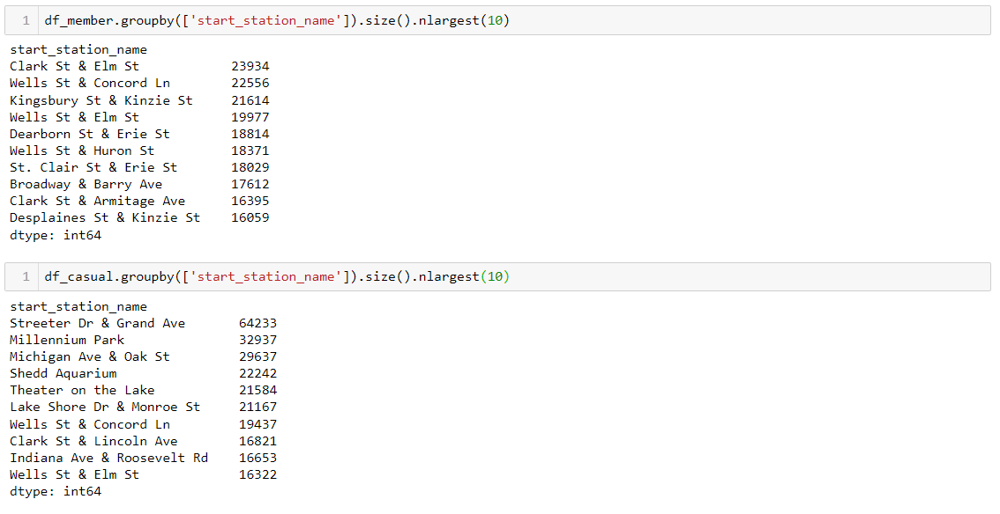 1 df_member.groupby(['start_station_name']).size().nlargest(10)
start_station_name
Clark St & Elm St 23934
Wells St & Concord Ln 22556
Kingsbury St & Kinzie St 21614
Wells St & Elm St 19977
Dearborn St & Erie St 18814
Wells St & Huron St 18371
St. Clair St & Erie St 18029
Broadway & Barry Ave 17612
Clark St & Armitage Ave 16395
Desplaines St & Kinzie St 16059
dtype: int64
1 df_casual.groupby(['start_station_name']).size().nlargest(10)
start_station_name
Streeter Dr & Grand Ave 64233
Millennium Park 32937
Michigan Ave & Oak St 29637
Shedd Aquarium 22242
Theater on the Lake 21584
Lake Shore Dr & Monroe St 21167
Wells St & Concord Ln 19437
Clark St & Lincoln Ave 16821
Indiana Ave & Roosevelt Rd 16653
Wells St & Elm St 16322
dtype: int64